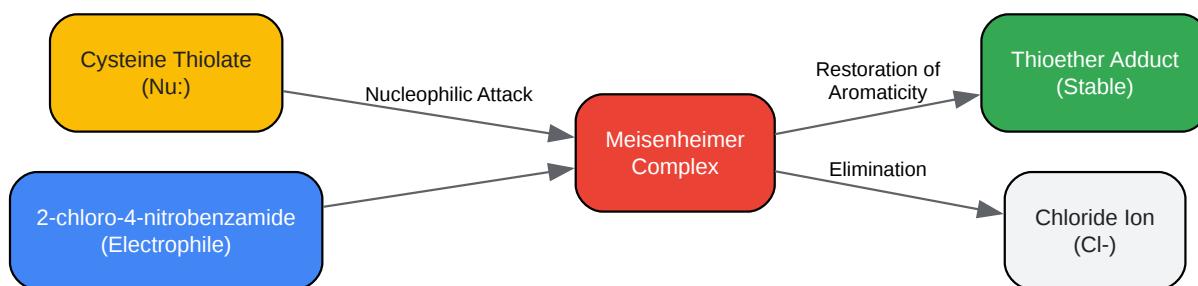 Cysteine Thiolate
(Nu:)
2-chloro-4-nitrobenzamide
(Electrophile)
Nucleophilic Attack
Meisenheimer
Complex
Restoration of
Aromaticity
Elimination
Thioether Adduct
(Stable)
Chloride Ion
(Cl-)